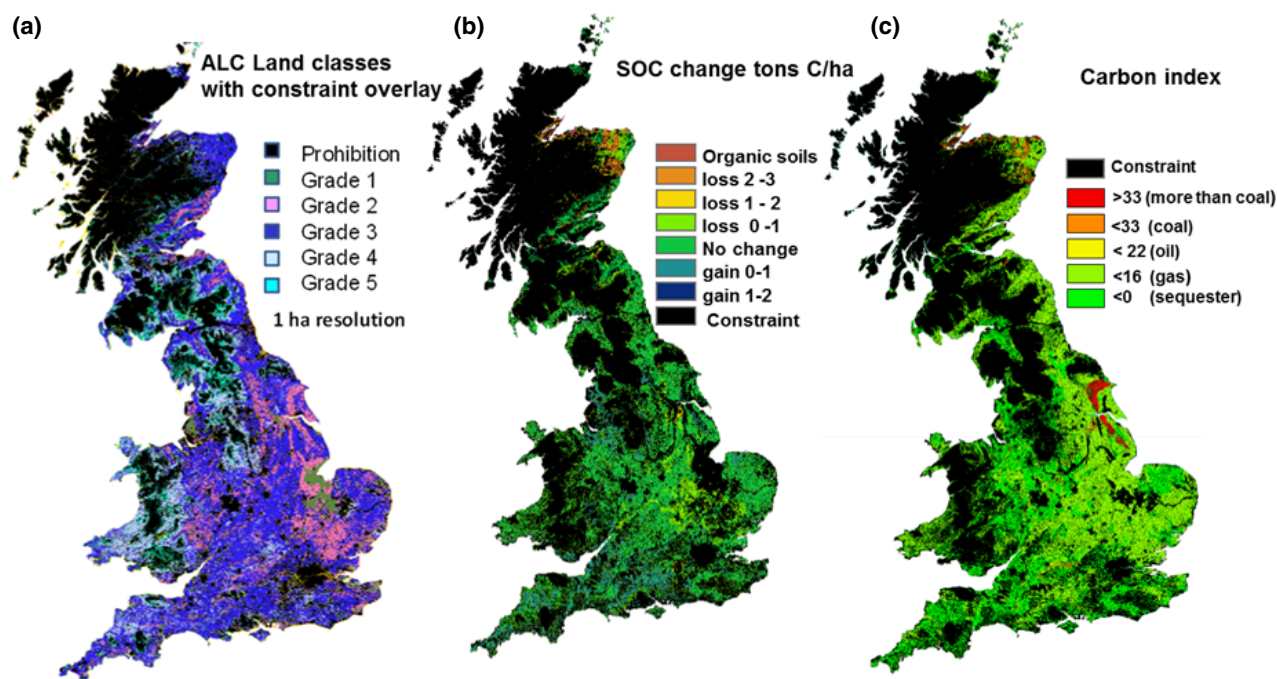 (a)
ALC Land classes
with constraint overlay
Prohibition
Grade 1
Grade 2
Grade 3
Grade 4
Grade 5
1 ha resolution
(b)
SOC change tons C/ha
Organic soils
loss 2 -3
loss 1 - 2
loss 0 -1
No change
gain 0-1
gain 1-2
Constraint
(c)
Carbon index
Constraint
>33 (more than coal)
<33 (coal)
< 22 (oil)
<16 (gas)
<0 (sequester)